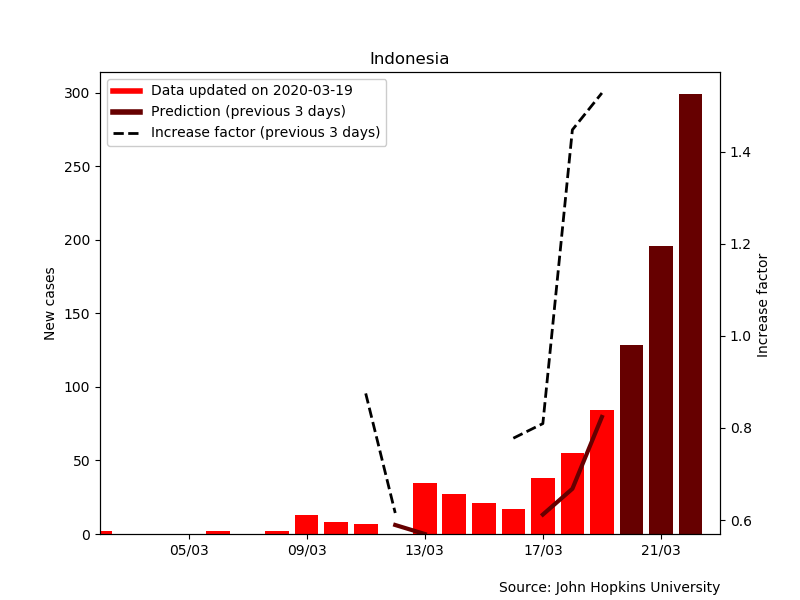 Indonesia
Data updated on 2020-03-19
Prediction (previous 3 days)
Increase factor (previous 3 days)
300
250
200
150
100
50
0
New cases
1.4
1.2
1.0
0.8
0.6
Increase factor
05/03 09/03 13/03 17/03 21/03
Source: John Hopkins University